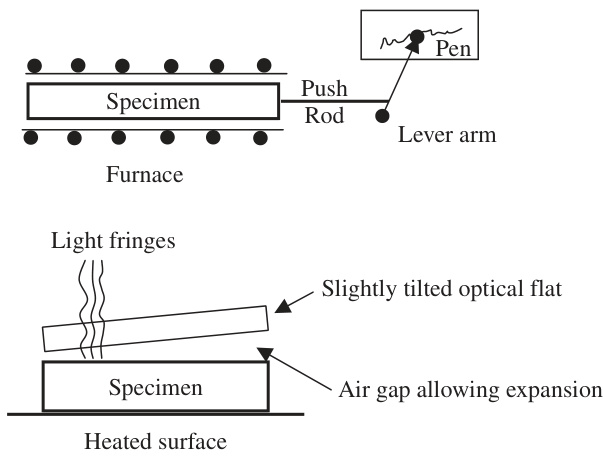 Pen
Specimen
Push
Rod
Lever arm
Furnace
Light fringes
Slightly tilted optical flat
Specimen
Air gap allowing expansion
Heated surface